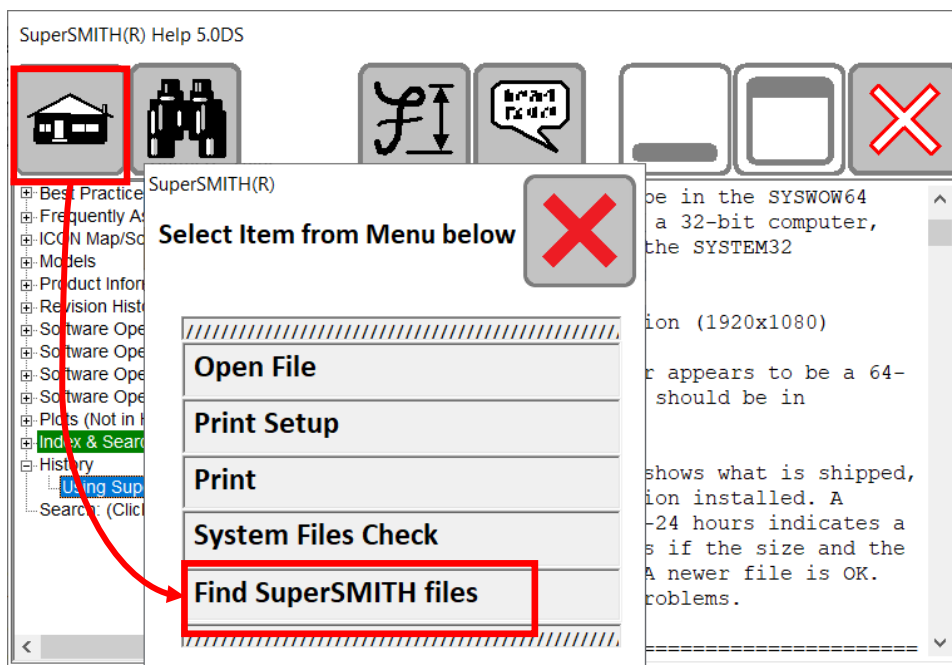 SuperSMITH(R) Help 5.0DS
SuperSMITH(R)
Select Item from Menu below
Open File
Print Setup
Print
System Files Check
Find SuperSMITH files
Best Practice
Frequently As
ICON Map/Sc
Models
Product Inforr
Revision Histo
Software Ope
Software Ope
Software Ope
Software Ope
Plots (Not in H
Index & Searc
History
Using Sup
Search: (Clic
be in the SYSWOW64
a 32-bit computer,
the SYSTEM32
ion (1920x1080)
r appears to be a 64-
should be in
shows what is shipped,
ion installed. A
-24 hours indicates a
s if the size and the
A newer file is OK.
roblems.
======================